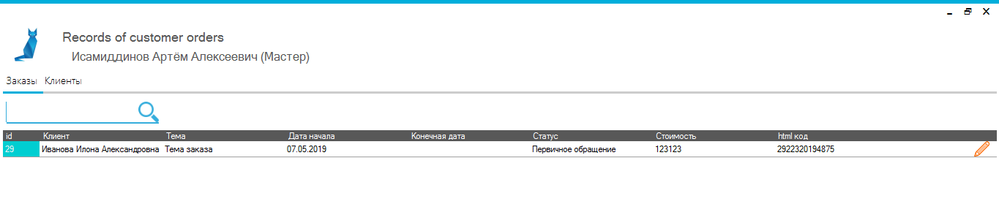 Records of customer orders
Исамиддинов Артём Алексеевич (Мастер)
Заказы Клиенты
id Клиент Тема Дата начала Конечная дата Статус Стоимость html код
29 Иванова Илона Александровна Тема заказа 07.05.2019 Первичное обращение 123123 2922320194875